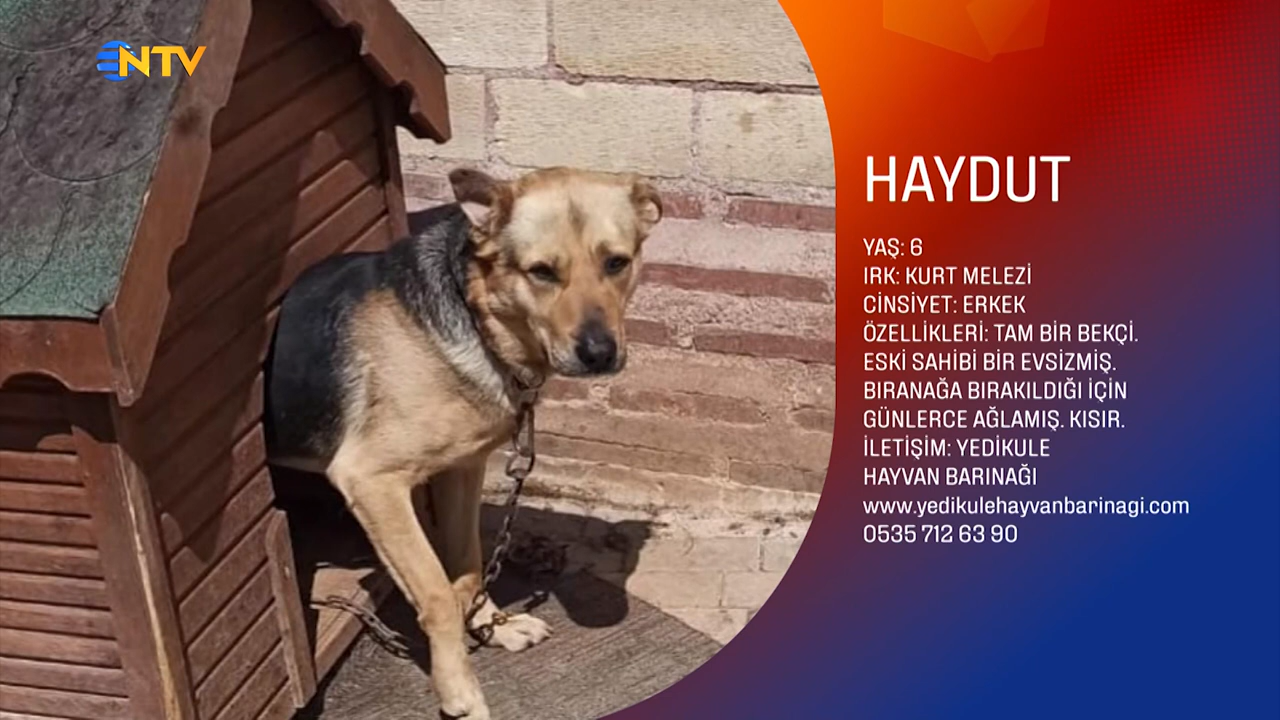 NTV
HAYDUT
YAŞ: 6
IRK: KURT MELEZİ
CİNSİYET: ERKEK
ÖZELLİKLERİ: TAM BİR BEKÇİ.
ESKİ SAHİBİ BİR EVSİZMİŞ.
BIRANAĞA BIRAKILDIĞI İÇİN
GÜNLERCE AĞLAMIŞ. KISIR.
İLETİŞİM: YEDİKULE
HAYVAN BARINAĞI
www.yedikulehayvanbarinagi.com
0535 712 63 90